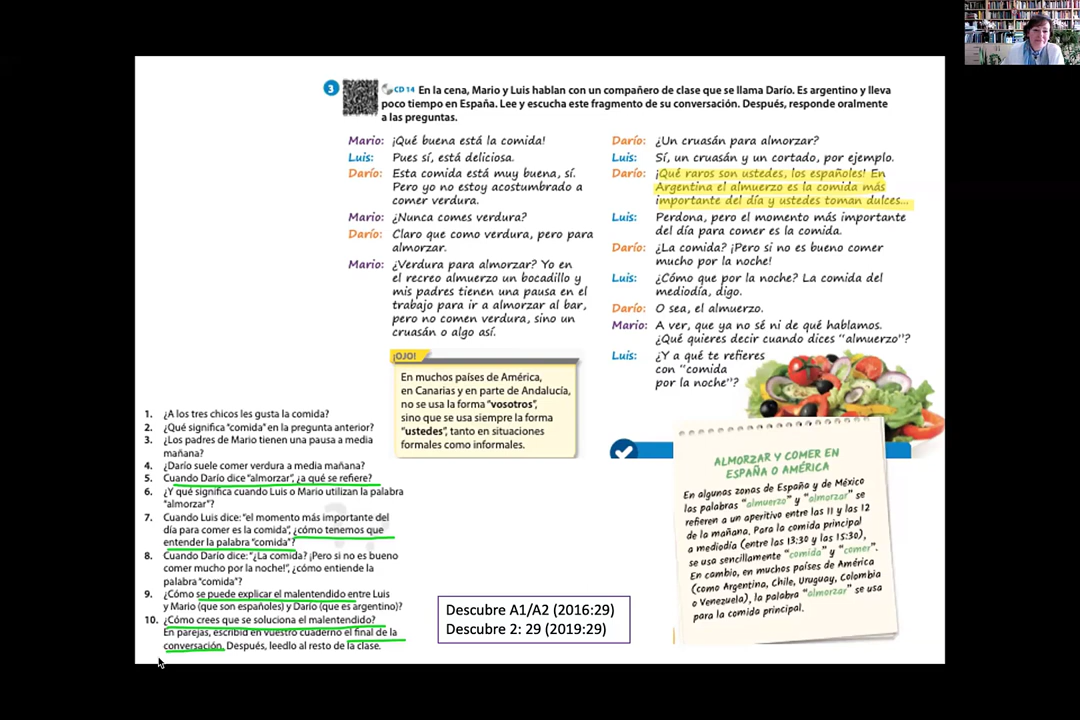 3 CD 14 En la cena, Mario y Luis hablan con un compañero de clase que se llama Darío. Es argentino y lleva
poco tiempo en España. Lee y escucha este fragmento de su conversación. Después, responde oralmente
a las preguntas.
Mario: ¡Qué buena está la comida!
Luis: Pues sí, está deliciosa.
Darío: Esta comida está muy buena, sí.
Pero yo no estoy acostumbrado a
comer verdura.
Mario: ¿Nunca comes verdura?
Darío: Claro que como verdura, pero para
almorzar.
Mario: ¿Verdura para almorzar? Yo en
el recreo almuerzo un bocadillo y
mis padres tienen una pausa en el
trabajo para ir a almorzar al bar,
pero no comen verdura, sino un
cruasán o algo así.
Darío: ¿Un cruasán para almorzar?
Luis: Sí, un cruasán y un cortado, por ejemplo.
Darío: ¡Qué raros son ustedes, los españoles! En
Argentina el almuerzo es la comida más
importante del día y ustedes toman dulces...
Luis: Perdona, pero el momento más importante
del día para comer es la comida.
Darío: ¿La comida? ¡Pero si no es bueno comer
mucho por la noche!
Luis: ¿Cómo que por la noche? La comida del
mediodía, digo.
Darío: O sea, el almuerzo.
Mario: A ver, que ya no sé ni de qué hablamos.
¿Qué quieres decir cuando dices "almuerzo"?
Luis: ¿Y a qué te refieres
con "comida
por la noche"?
¡OJO!
En muchos países de América,
en Canarias y en parte de Andalucía,
no se usa la forma "vosotros",
sino que se usa siempre la forma
"ustedes", tanto en situaciones
formales como informales.
1. ¿A los tres chicos les gusta la comida?
2. ¿Qué significa "comida" en la pregunta anterior?
3. ¿Los padres de Mario tienen una pausa a media
mañana?
4. ¿Darío suele comer verdura a media mañana?
5. Cuando Darío dice "almorzar", ¿a qué se refiere?
6. ¿Y qué significa cuando Luis o Mario utilizan la palabra
"almorzar"?
7. Cuando Luis dice: "el momento más importante del
día para comer es la comida", ¿cómo tenemos que
entender la palabra "comida"?
8. Cuando Darío dice: "¿La comida? ¡Pero si no es bueno
comer mucho por la noche!", ¿cómo entiende la
palabra "comida"?
9. ¿Cómo se puede explicar el malentendido entre Luis
y Mario (que son españoles) y Darío (que es argentino)?
10. ¿Cómo crees que se soluciona el malentendido?
En parejas, escribid en vuestro cuaderno el final de la
conversación. Después, leedlo al resto de la clase.
Descubre A1/A2 (2016:29)
Descubre 2: 29 (2019:29)
ALMORZAR Y COMER EN
ESPAÑA O AMÉRICA
En algunas zonas de España y de México
las palabras "almuerzo" y "almorzar" se
refieren a un aperitivo entre las 11 y las 12
de la mañana. Para la comida principal
a mediodía (entre las 13:30 y las 15:30),
se usa sencillamente "comida" y "comer".
En cambio, en muchos países de América
(como Argentina, Chile, Uruguay, Colombia
o Venezuela), la palabra "almorzar" se usa
para la comida principal.